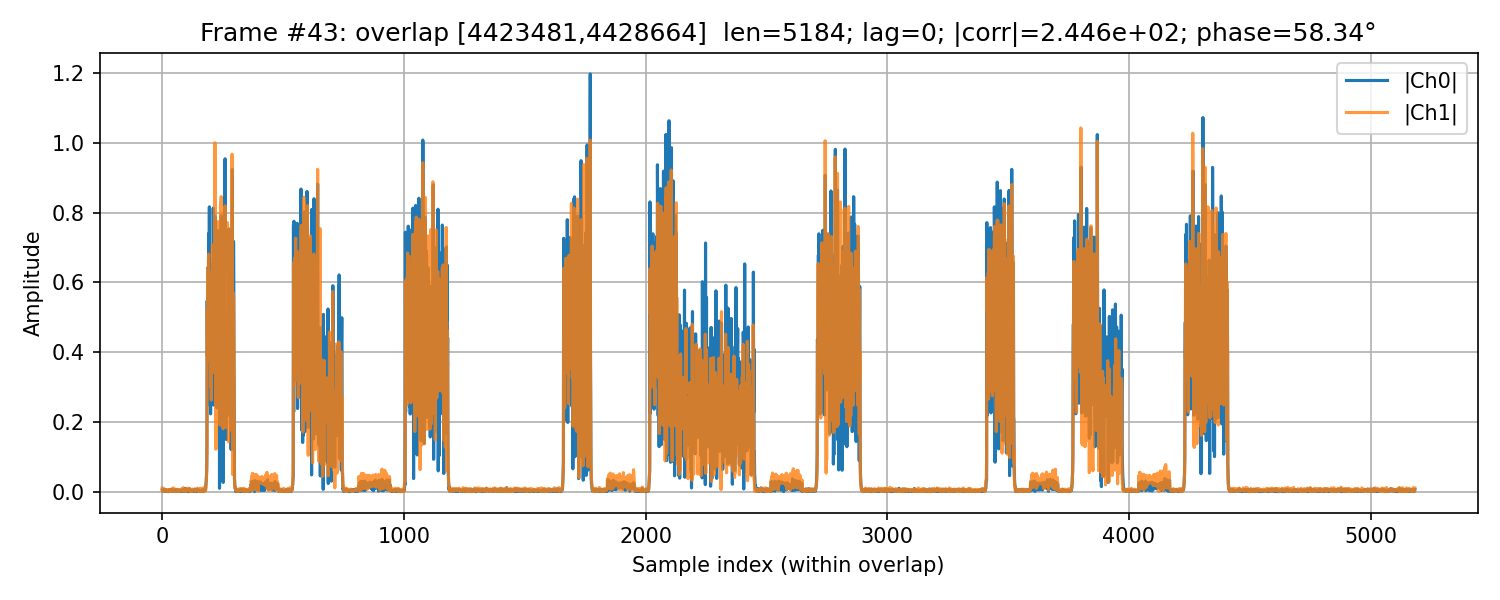 Frame #43: overlap [4423481,4428664]  len=5184; lag=0; |corr|=2.446e+02; phase=58.34°
|Ch0|
|Ch1|
Amplitude
1.2
1.0
0.8
0.6
0.4
0.2
0.0
0 1000 2000 3000 4000 5000
Sample index (within overlap)